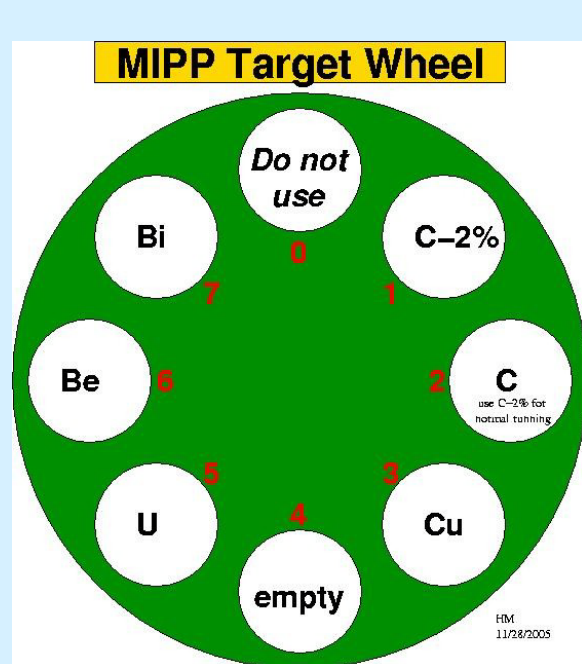 MIPP Target Wheel
Do not
use
0
C–2%
1
2
C
use C–2% for
normal running
3
Cu
4
empty
5
U
6
Be
7
Bi
HM
11/28/2005